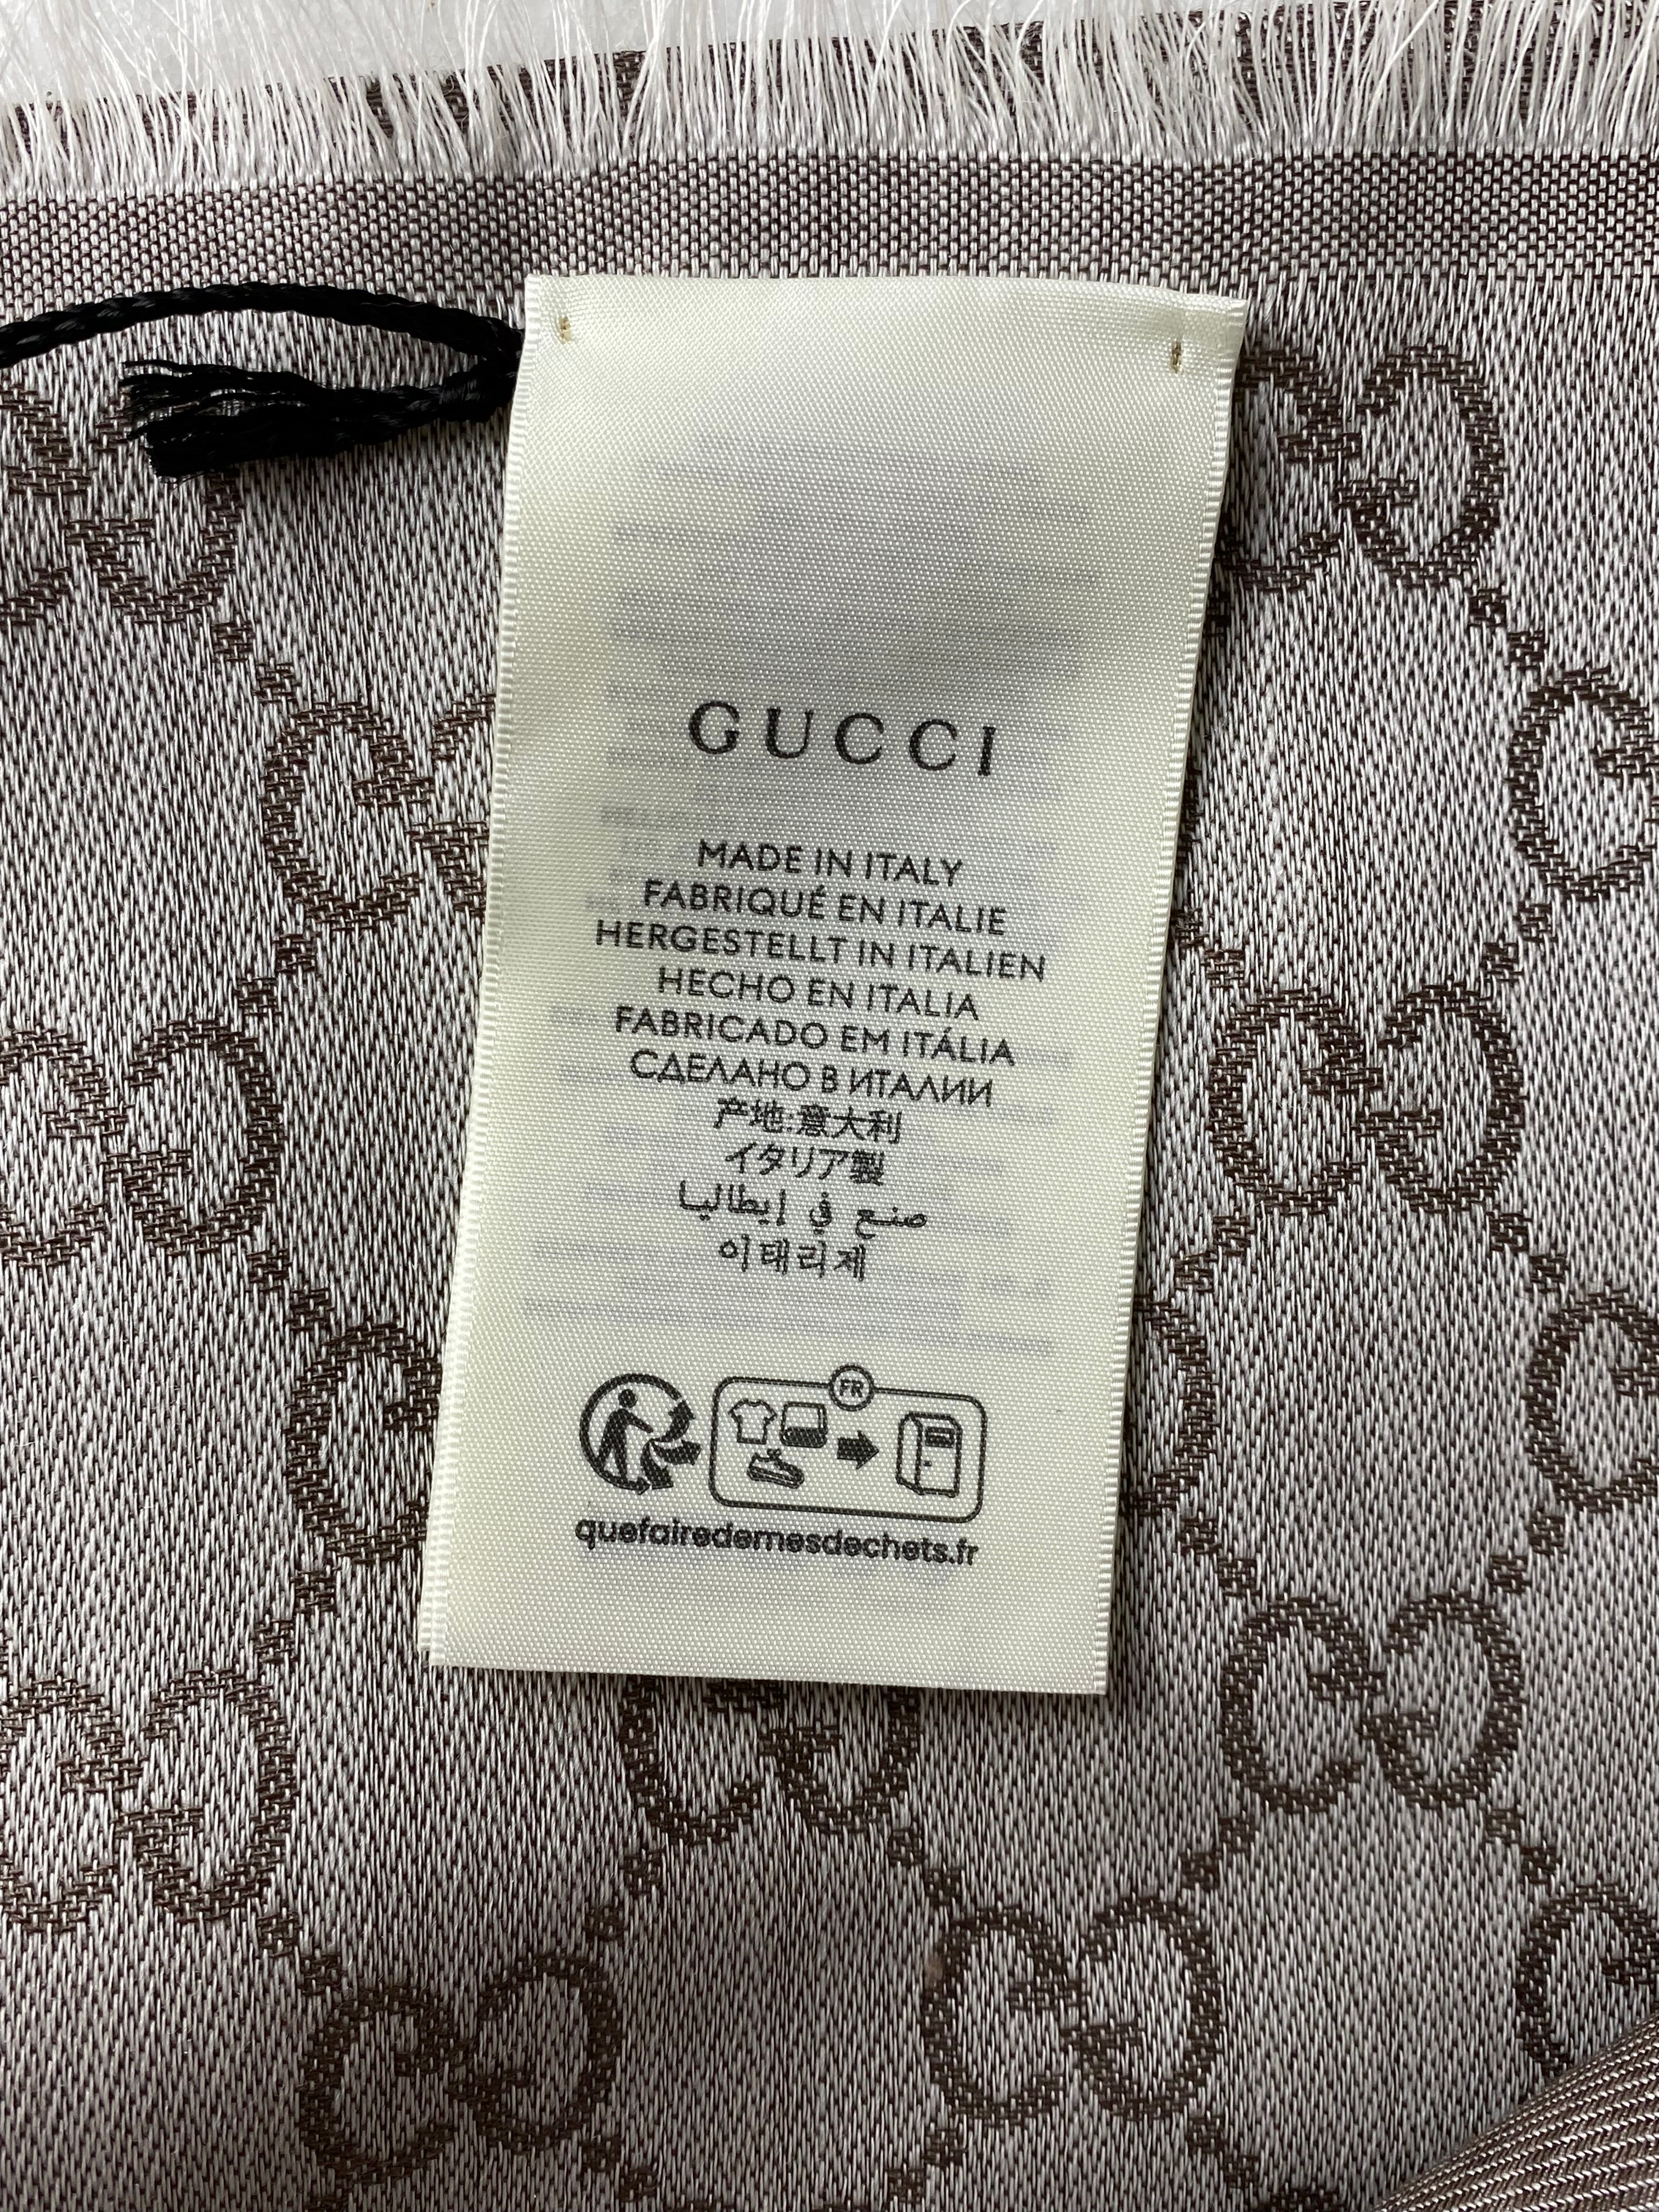 GUCCI
MADE IN ITALY
FABRIQUÉ EN ITALIE
HERGESTELLT IN ITALIEN
HECHO EN ITALIA
FABRICADO EM ITÁLIA
СДЕЛАНО В ИТАЛИИ
产地:意大利
イタリア製
صنع في إيطاليا
이태리제
FR
quefairedemesdechets.fr